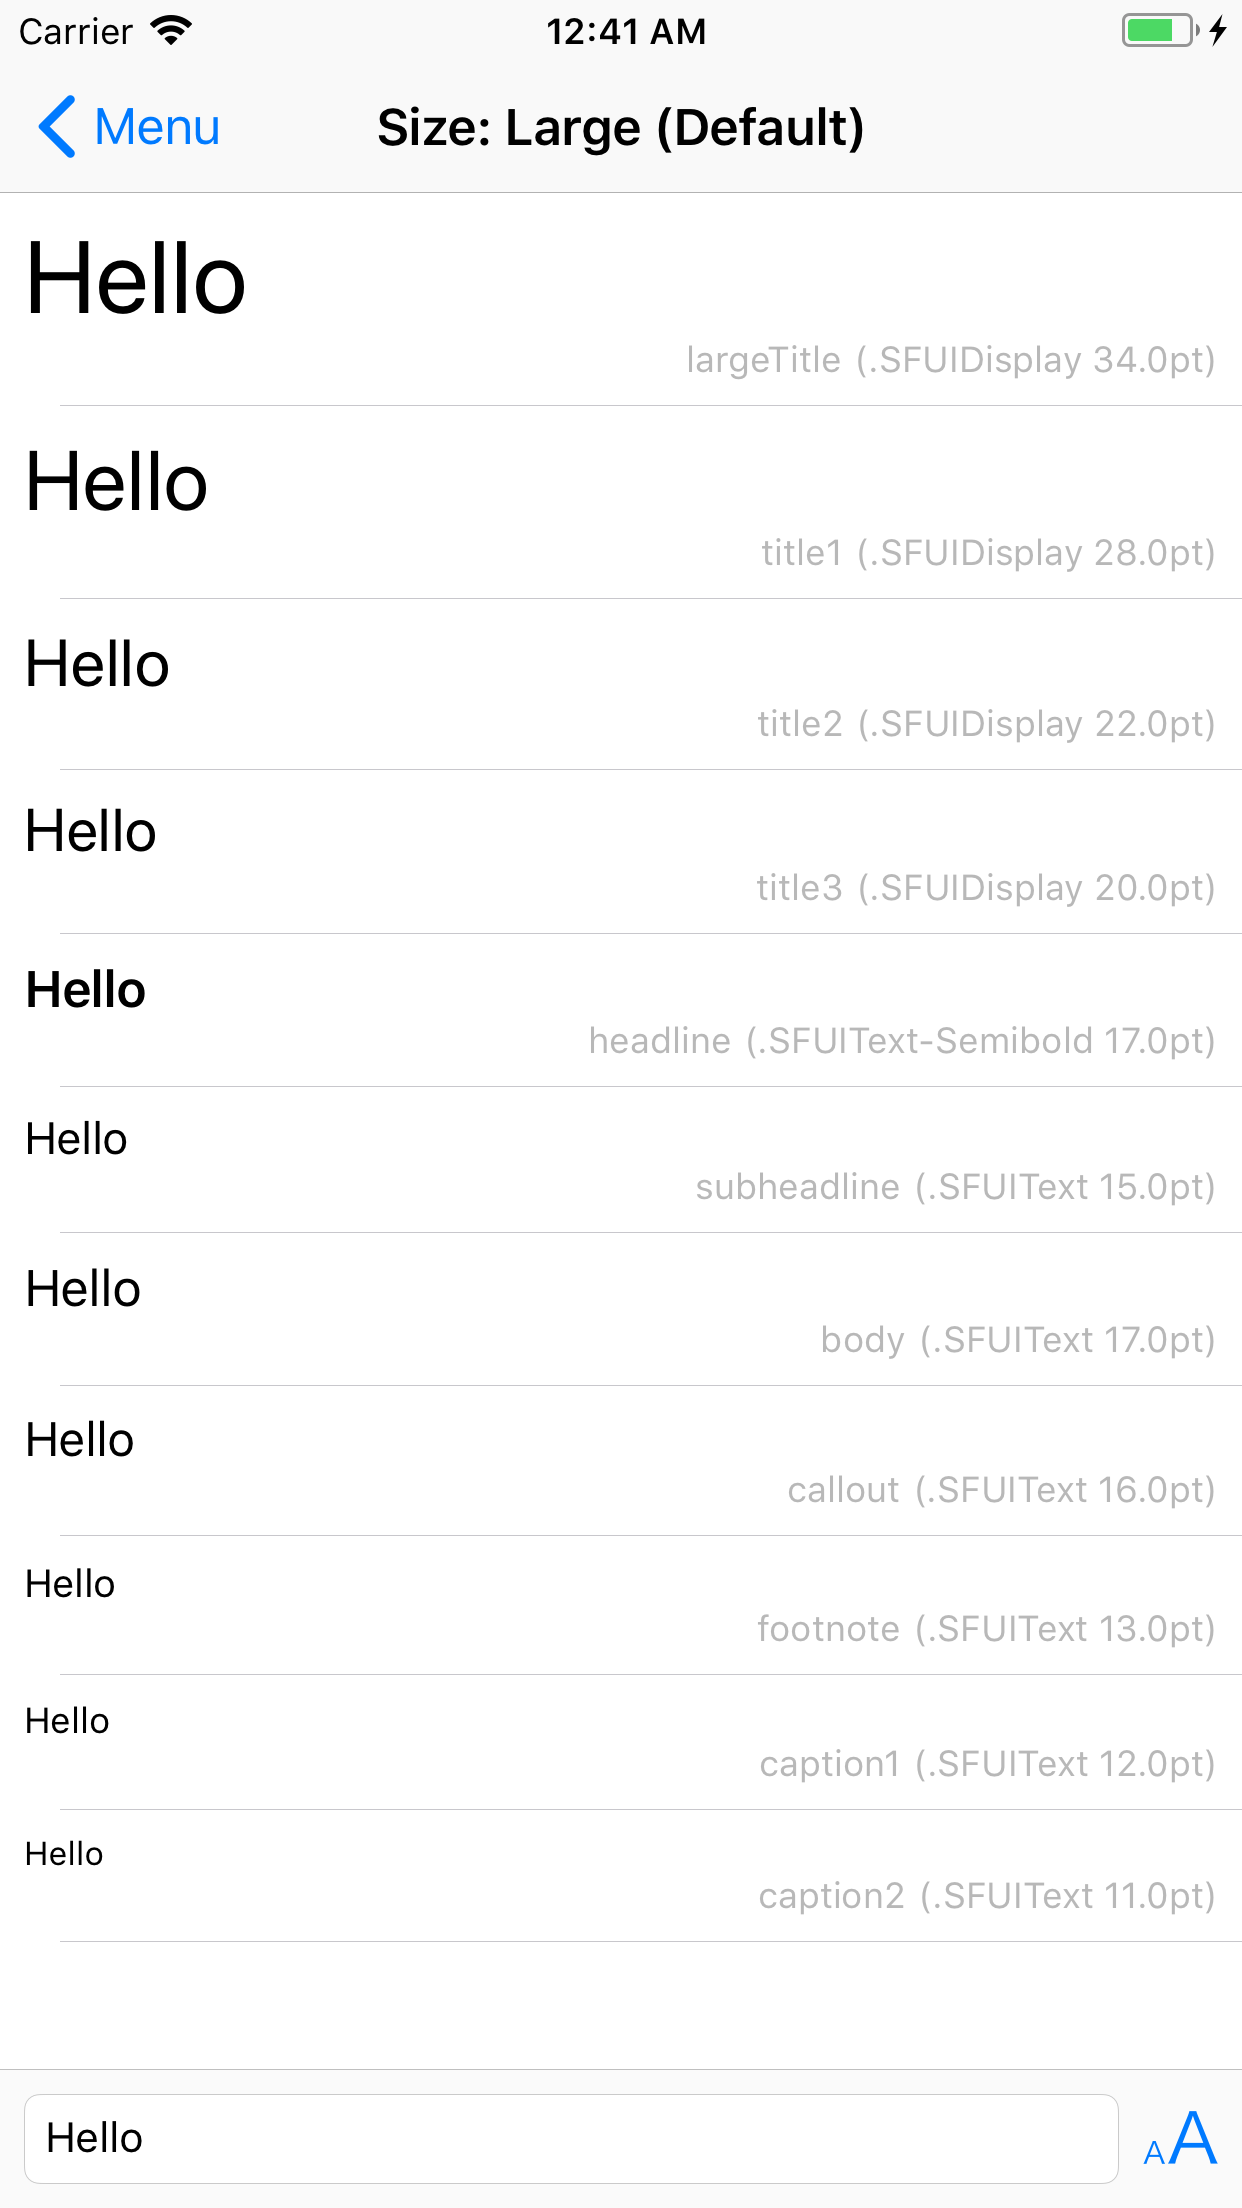 Carrier 12:41 AM
Menu Size: Large (Default)
Hello
largeTitle (.SFUIDisplay 34.0pt)
Hello
title1 (.SFUIDisplay 28.0pt)
Hello
title2 (.SFUIDisplay 22.0pt)
Hello
title3 (.SFUIDisplay 20.0pt)
Hello
headline (.SFUIText-Semibold 17.0pt)
Hello
subheadline (.SFUIText 15.0pt)
Hello
body (.SFUIText 17.0pt)
Hello
callout (.SFUIText 16.0pt)
Hello
footnote (.SFUIText 13.0pt)
Hello
caption1 (.SFUIText 12.0pt)
Hello
caption2 (.SFUIText 11.0pt)
Hello AA